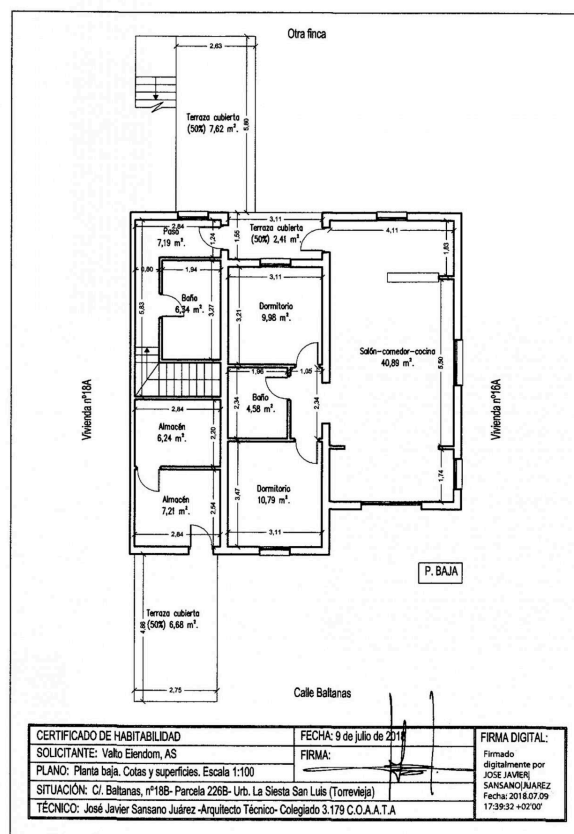 Otra finca
2,63
Terraza cubierta
(50%) 7,62 m².
5,80
2,84
Paso
7,19 m².
1,24
3,11
Terraza cubierta
(50%) 2,41 m².
1,55
4,11
1,83
0,80
1,94
3,11
Baño
6,34 m².
5,83
3,27
Dormitorio
9,98 m².
3,21
Salón-comedor-cocina
40,89 m².
5,50
Vivienda nº18A
Vivienda nº16A
1,96
1,05
Baño
4,58 m².
2,34
2,34
2,84
Almacén
6,24 m².
2,20
Almacén
7,21 m².
2,54
2,84
Dormitorio
10,79 m².
3,47
3,11
1,74
P. BAJA
Terraza cubierta
(50%) 6,68 m².
4,86
2,75
Calle Baltanas
CERTIFICADO DE HABITABILIDAD
FECHA: 9 de julio de 2018
FIRMA DIGITAL:
SOLICITANTE: Valto Eiendom, AS
FIRMA:
PLANO: Planta baja. Cotas y superficies. Escala 1:100
SITUACIÓN: C/. Baltanas, nº18B- Parcela 226B- Urb. La Siesta San Luis (Torrevieja)
TÉCNICO: José Javier Sansano Juárez -Arquitecto Técnico- Colegiado 3.179 C.O.A.A.T.A
Firmado
digitalmente por
JOSE JAVIER|
SANSANO|JUAREZ
Fecha: 2018.07.09
17:39:32 +02'00'